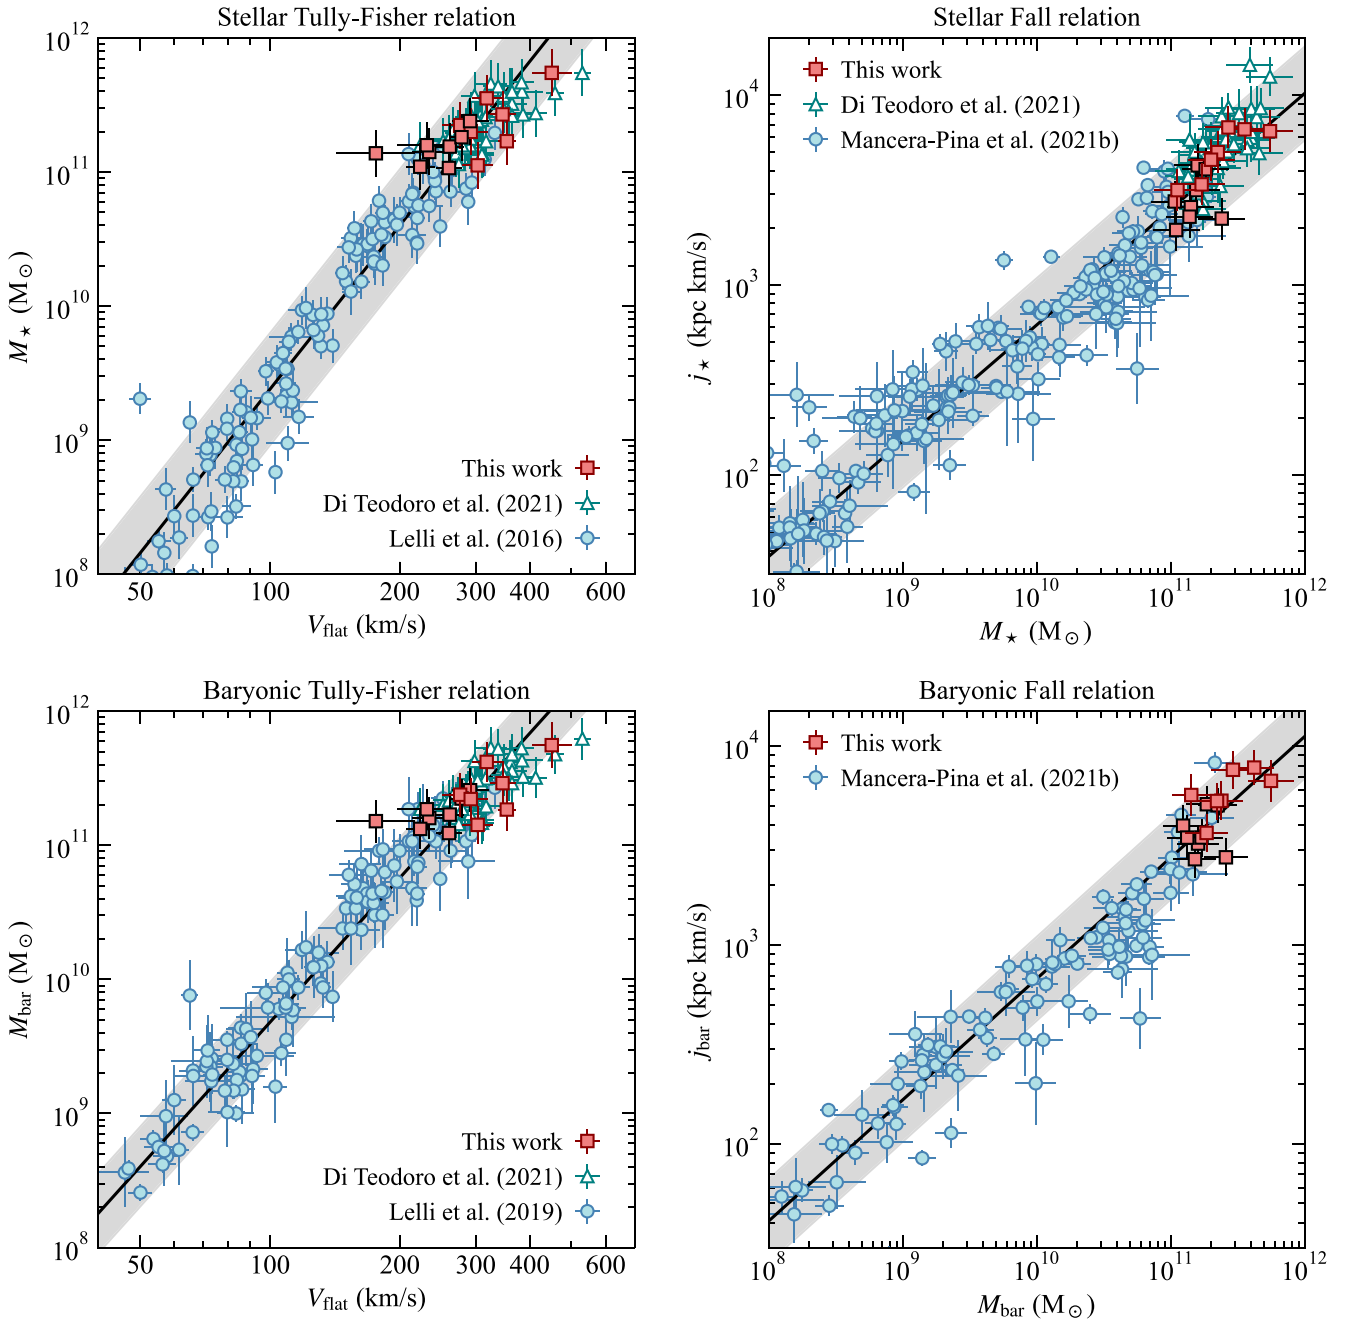 Stellar Tully-Fisher relation
10^12
10^11
10^10
10^9
10^8
M⋆ (M⊙)
This work
Di Teodoro et al. (2021)
Lelli et al. (2016)
50 100 200 300 400 600
V_flat (km/s)
Stellar Fall relation
This work
Di Teodoro et al. (2021)
Mancera-Pina et al. (2021b)
10^4
10^3
10^2
j⋆ (kpc km/s)
10^8 10^9 10^10 10^11 10^12
M⋆ (M⊙)
Baryonic Tully-Fisher relation
10^12
10^11
10^10
10^9
10^8
M_bar (M⊙)
This work
Di Teodoro et al. (2021)
Lelli et al. (2019)
50 100 200 300 400 600
V_flat (km/s)
Baryonic Fall relation
This work
Mancera-Pina et al. (2021b)
10^4
10^3
10^2
j_bar (kpc km/s)
10^8 10^9 10^10 10^11 10^12
M_bar (M⊙)